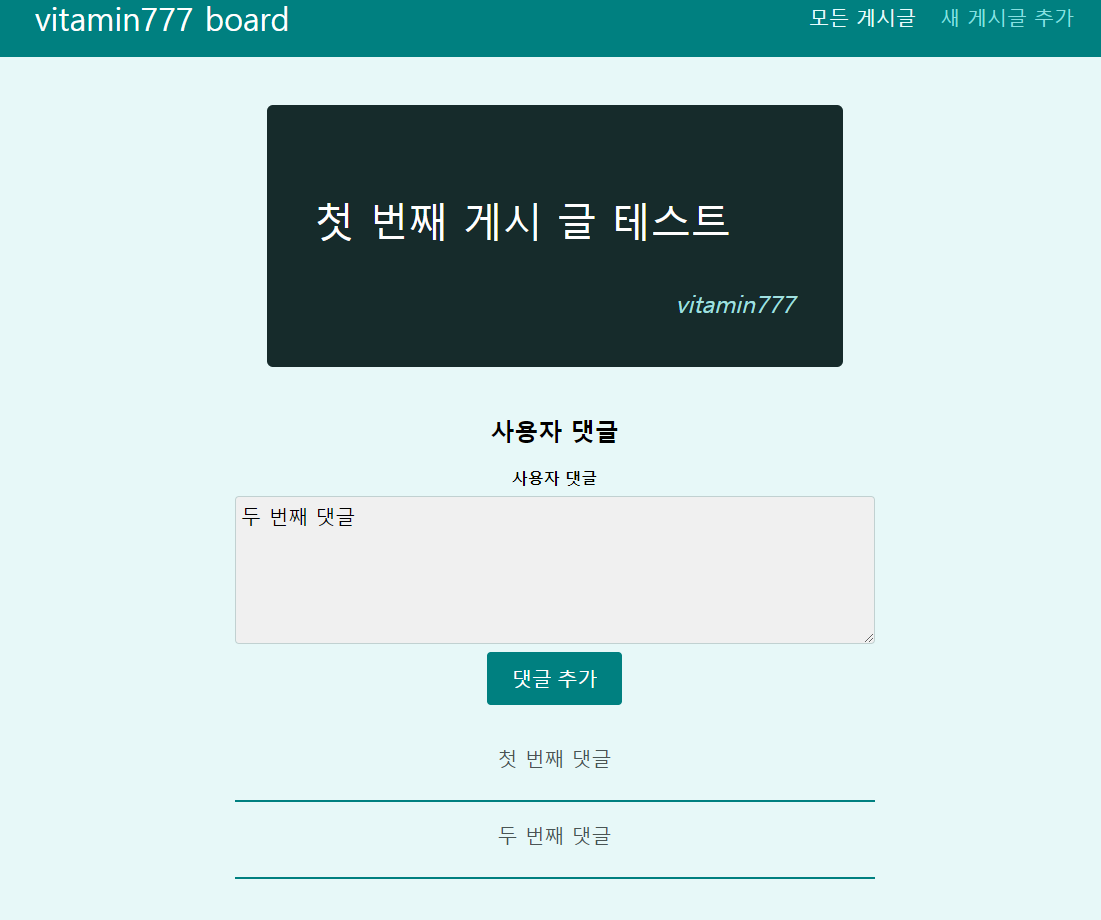 vitamin777 board
모든 게시글 새 게시글 추가
첫 번째 게시 글 테스트
vitamin777
사용자 댓글
사용자 댓글
두 번째 댓글
댓글 추가
첫 번째 댓글
두 번째 댓글